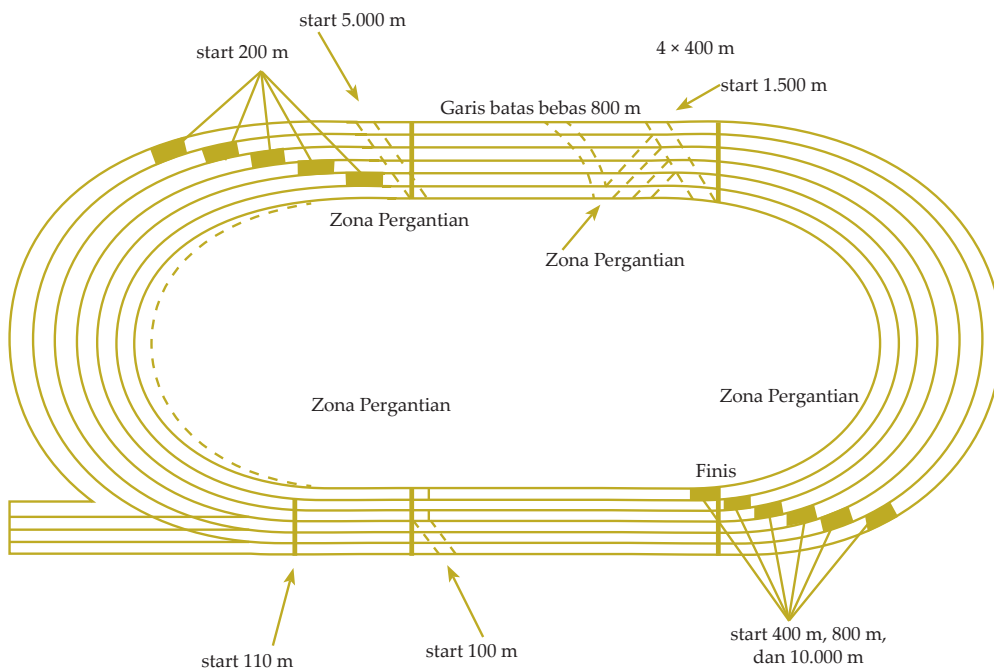 start 5.000 m
4 × 400 m
start 200 m
start 1.500 m
Garis batas bebas 800 m
Zona Pergantian
Zona Pergantian
Zona Pergantian
Zona Pergantian
Finis
start 110 m
start 100 m
start 400 m, 800 m,
dan 10.000 m